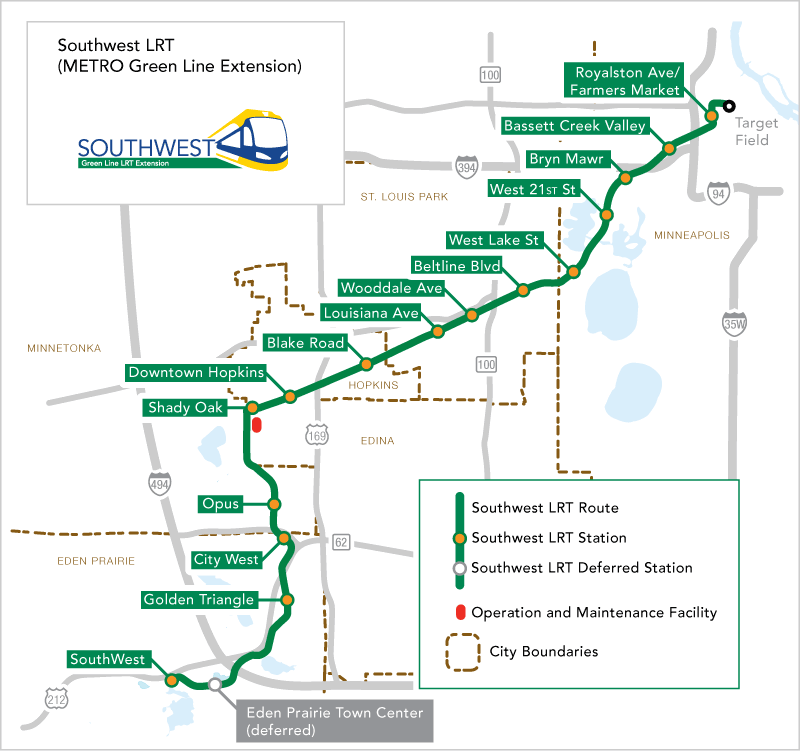 Southwest LRT
(METRO Green Line Extension)
SOUTHWEST
Green Line LRT Extension
100
Royalston Ave/
Farmers Market
Target
Field
Bassett Creek Valley
Bryn Mawr
394
West 21ST St
94
ST. LOUIS PARK
MINNEAPOLIS
West Lake St
Beltline Blvd
Wooddale Ave
Louisiana Ave
35W
Blake Road
MINNETONKA
100
Downtown Hopkins
HOPKINS
Shady Oak
169
EDINA
494
Opus
62
City West
EDEN PRAIRIE
Golden Triangle
SouthWest
212
Eden Prairie Town Center
(deferred)
Southwest LRT Route
Southwest LRT Station
Southwest LRT Deferred Station
Operation and Maintenance Facility
City Boundaries